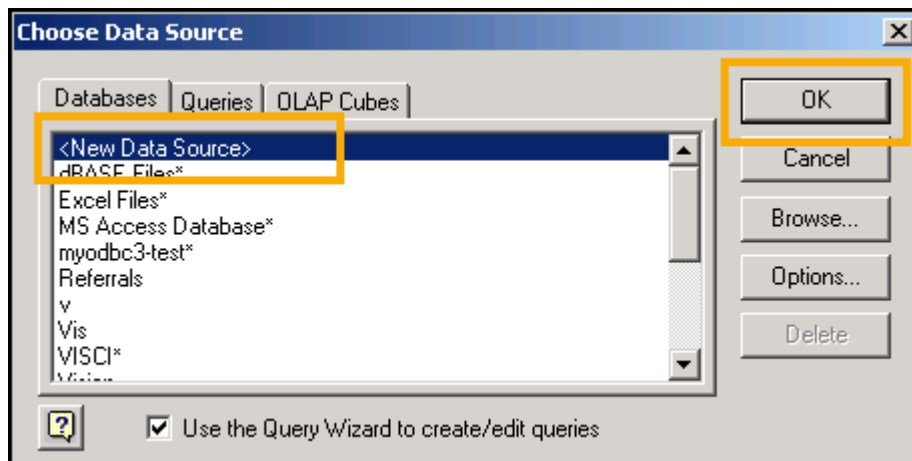 Choose Data Source
Databases Queries OLAP Cubes
<New Data Source>
dBASE Files*
Excel Files*
MS Access Database*
myodbc3-test*
Referrals
v
Vis
VISCI*
Vision
OK
Cancel
Browse...
Options...
Delete
Use the Query Wizard to create/edit queries